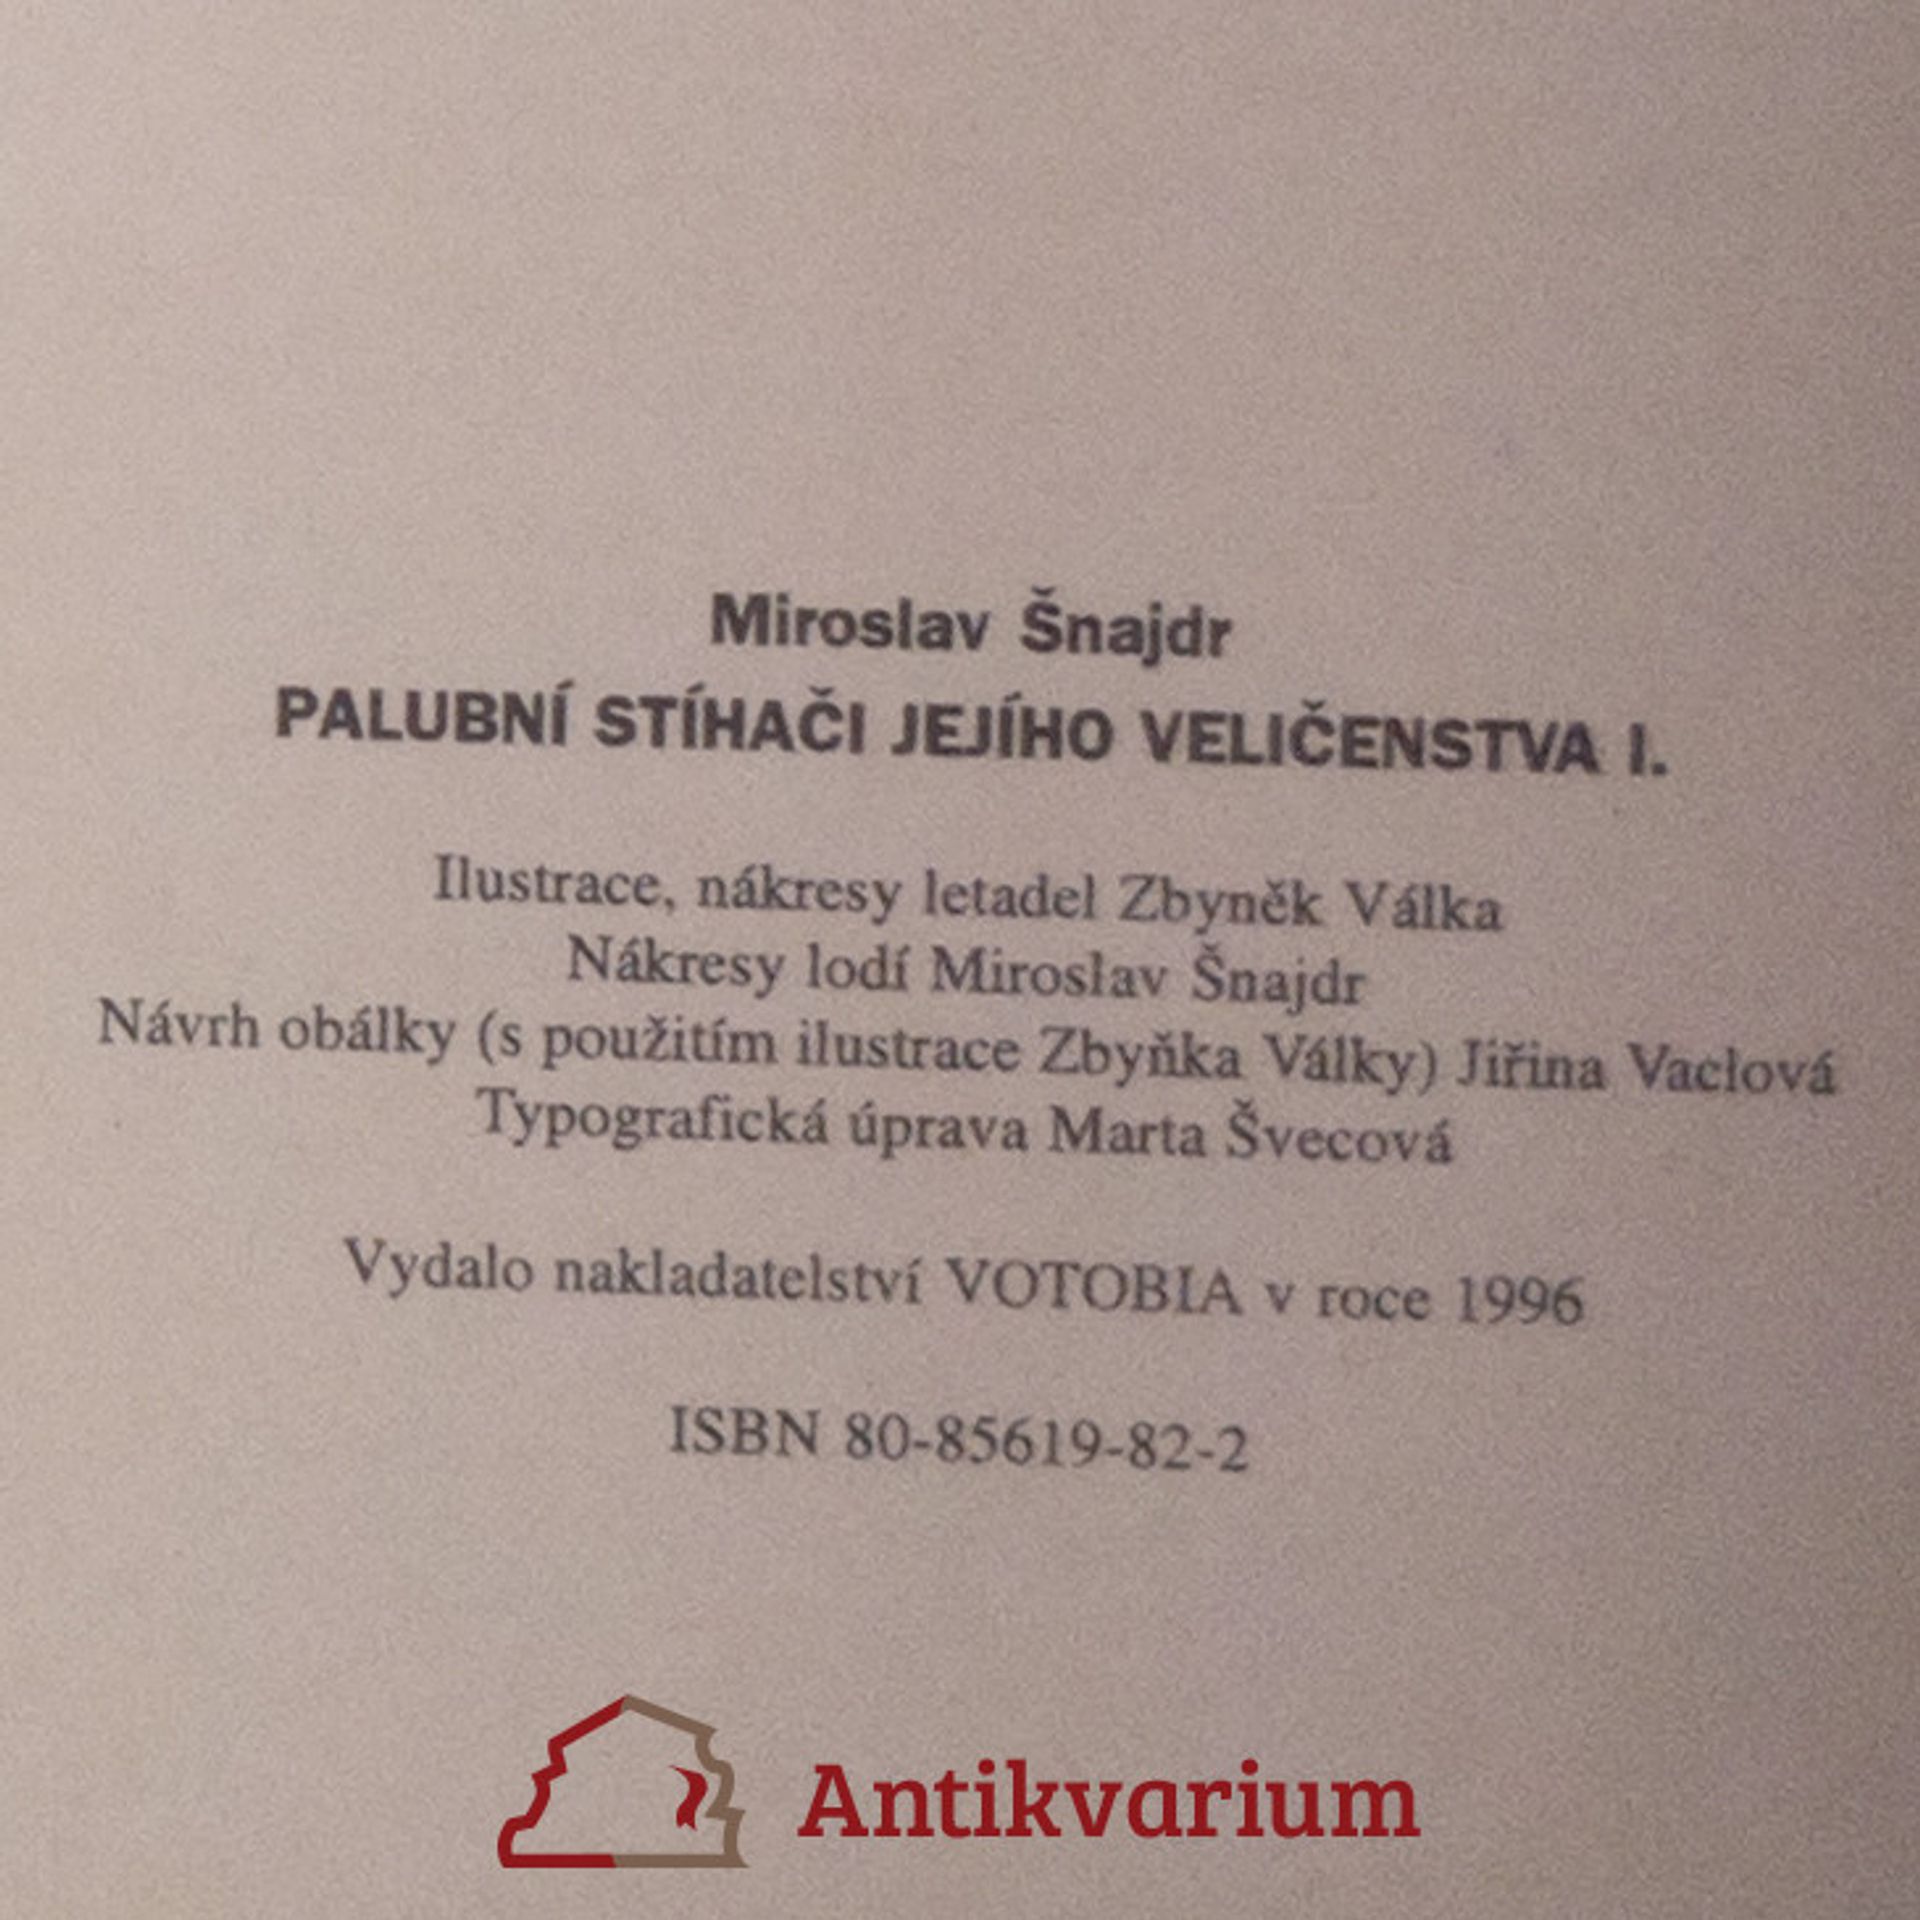 Miroslav Šnajdr
PALUBNÍ STÍHAČI JEJÍHO VELIČENSTVA I.
Ilustrace, nákresy letadel Zbyněk Válka
Nákresy lodí Miroslav Šnajdr
Návrh obálky (s použitím ilustrace Zbyňka Války) Jiřina Vaclová
Typografická úprava Marta Švecová
Vydalo nakladatelství VOTOBIA v roce 1996
ISBN 80-85619-82-2
Antikvarium